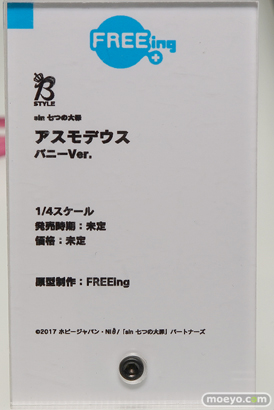 FREEing
B
STYLE
sin 七つの大罪
アスモデウス
バニーVer.
1/4スケール
発売時期：未定
価格：未定
原型制作：FREEing
©2017 ホビージャパン・Niθ/「sin 七つの大罪」パートナーズ
moeyo.com